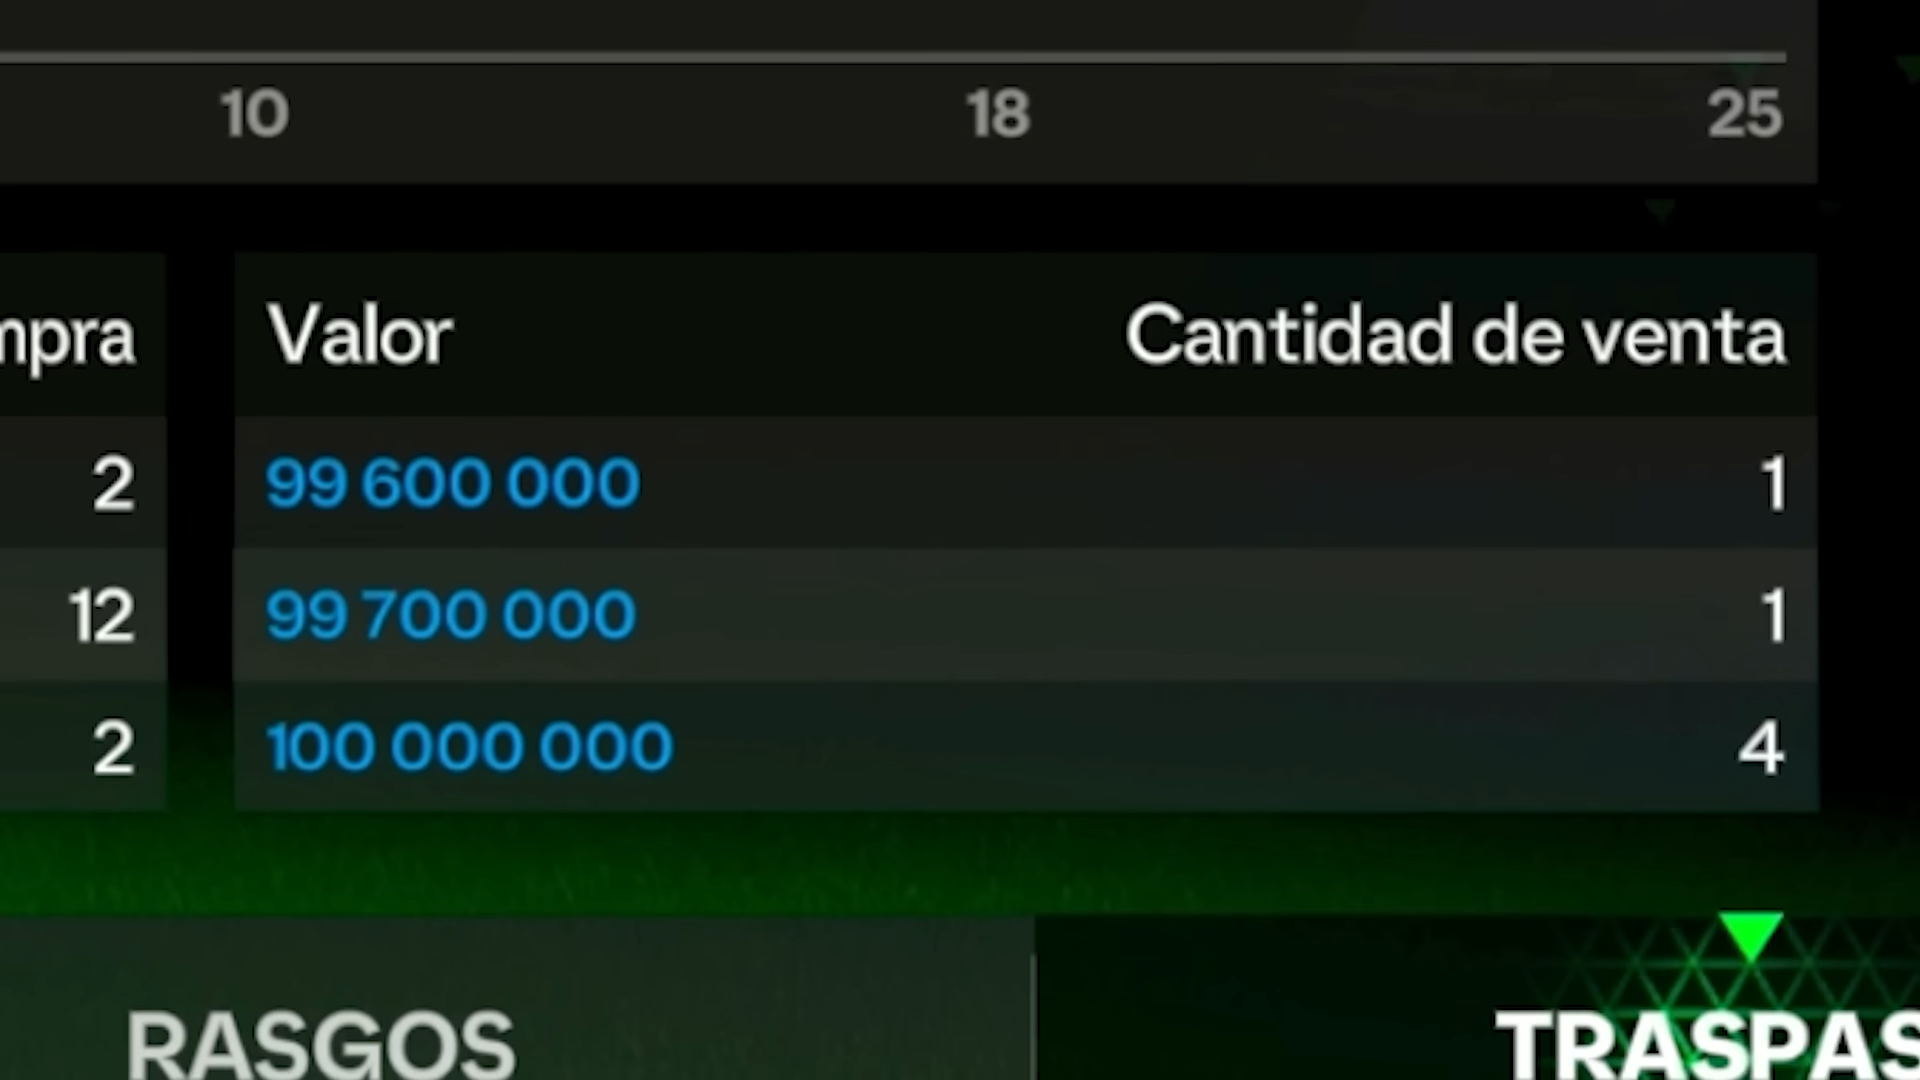 10 18 25
mpra Valor Cantidad de venta
2 99 600 000 1
12 99 700 000 1
2 100 000 000 4
RASGOS TRASPAS